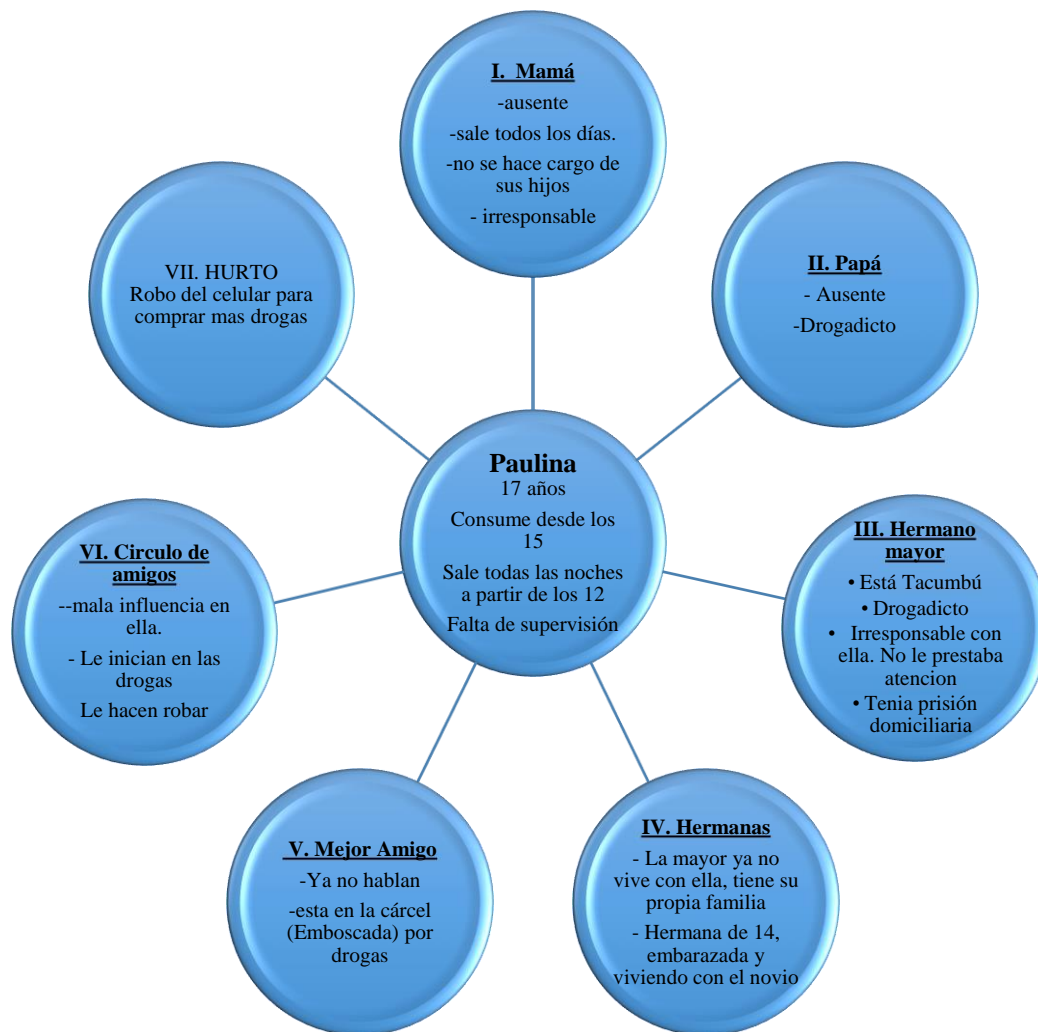 I. Mamá
-ausente
-sale todos los días.
-no se hace cargo de
sus hijos
- irresponsable
II. Papá
- Ausente
-Drogadicto
III. Hermano
mayor
• Está Tacumbú
• Drogadicto
• Irresponsable con
ella. No le prestaba
atencion
• Tenia prisión
domiciliaria
IV. Hermanas
- La mayor ya no
vive con ella, tiene su
propia familia
- Hermana de 14,
embarazada y
viviendo con el novio
V. Mejor Amigo
-Ya no hablan
-esta en la cárcel
(Emboscada) por
drogas
VI. Circulo de
amigos
--mala influencia en
ella.
- Le inician en las
drogas
Le hacen robar
VII. HURTO
Robo del celular para
comprar mas drogas
Paulina
17 años
Consume desde los
15
Sale todas las noches
a partir de los 12
Falta de supervisión